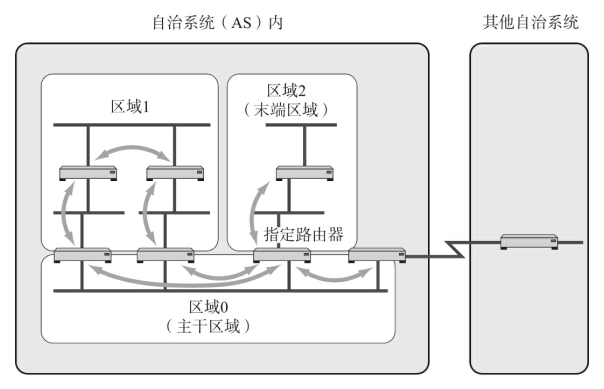 自治系统（AS）内
其他自治系统
区域1
区域2
（末端区域）
指定路由器
区域0
（主干区域）